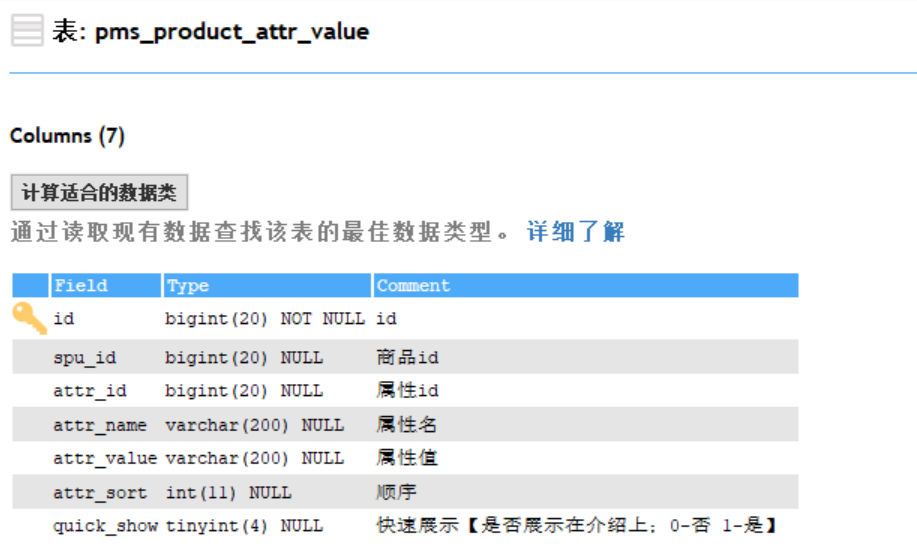 表: pms_product_attr_value
Columns (7)
计算适合的数据类
通过读取现有数据查找该表的最佳数据类型。 详细了解
Field Type Comment
id bigint(20) NOT NULL id
spu_id bigint(20) NULL 商品id
attr_id bigint(20) NULL 属性id
attr_name varchar(200) NULL 属性名
attr_value varchar(200) NULL 属性值
attr_sort int(11) NULL 顺序
quick_show tinyint(4) NULL 快速展示【是否展示在介绍上；0-否 1-是】